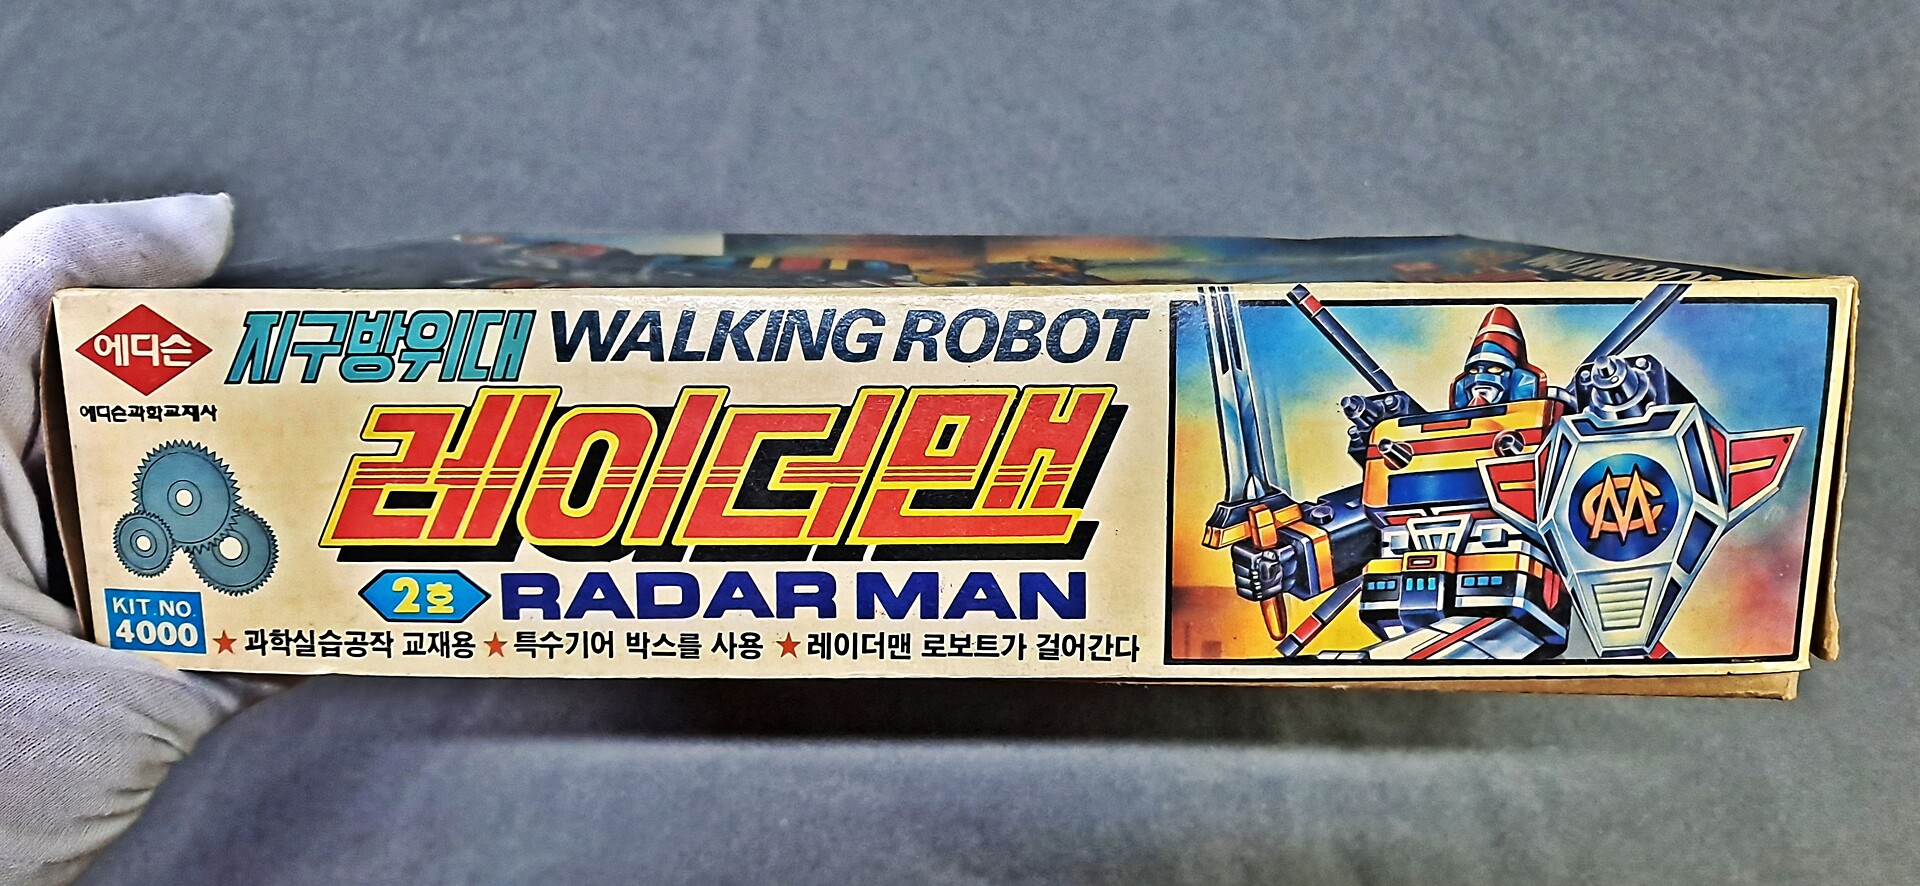 에디슨
에디슨과학교재사
지구방위대 WALKING ROBOT
레이더맨
2호 RADAR MAN
KIT.NO.
4000
★과학실습공작 교재용 ★특수기어 박스를 사용 ★레이더맨 로보트가 걸어간다
WALKING ROBOT